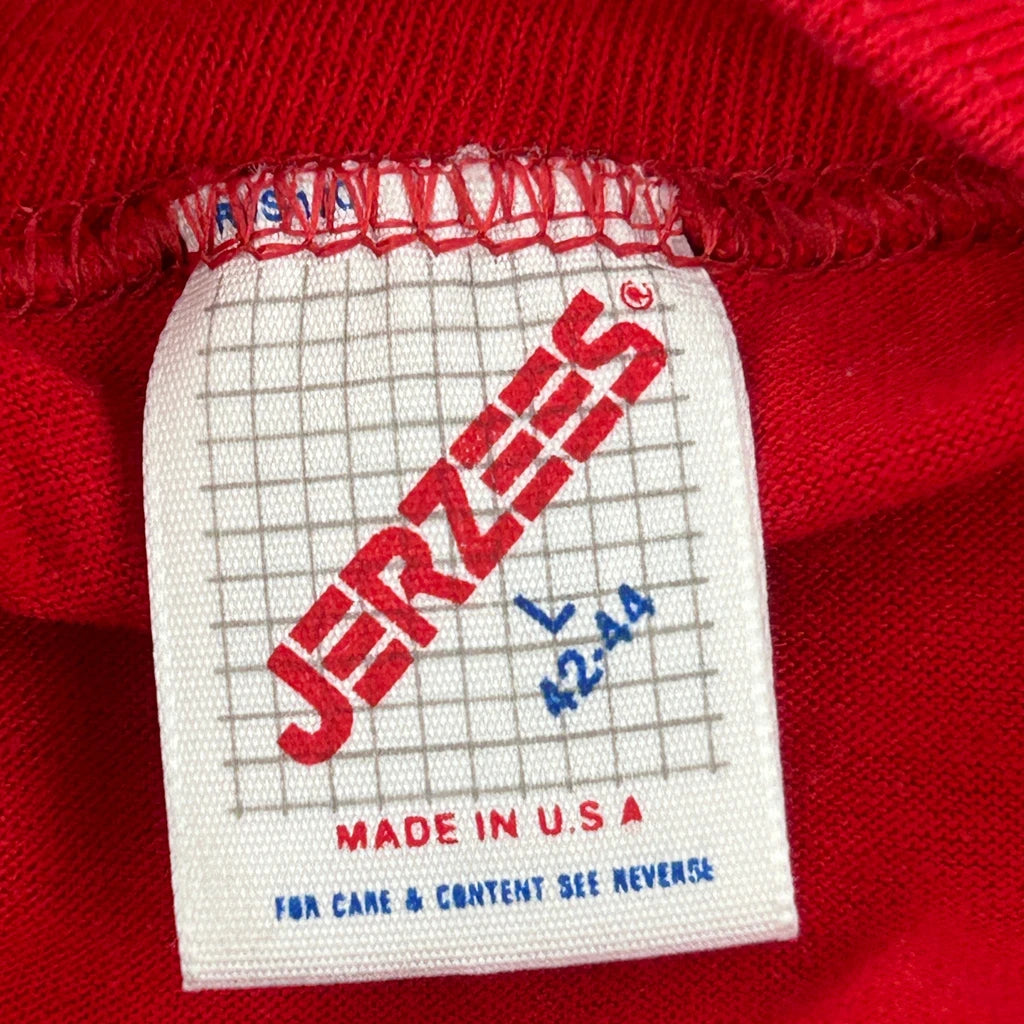 JERZEES
L
42-44
MADE IN U.S.A
FOR CARE & CONTENT SEE REVERSE